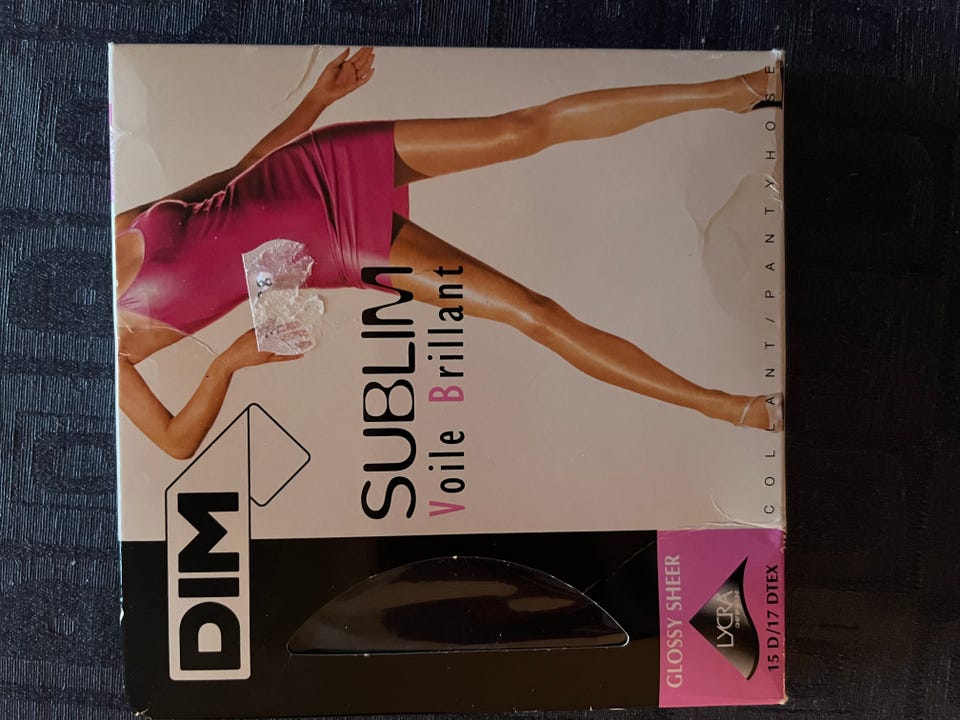 DIM
SUBLIM
Voile Brillant
COLLANT/PANTYHOSE
GLOSSY SHEER
LYCRA
15 D/17 DTEX